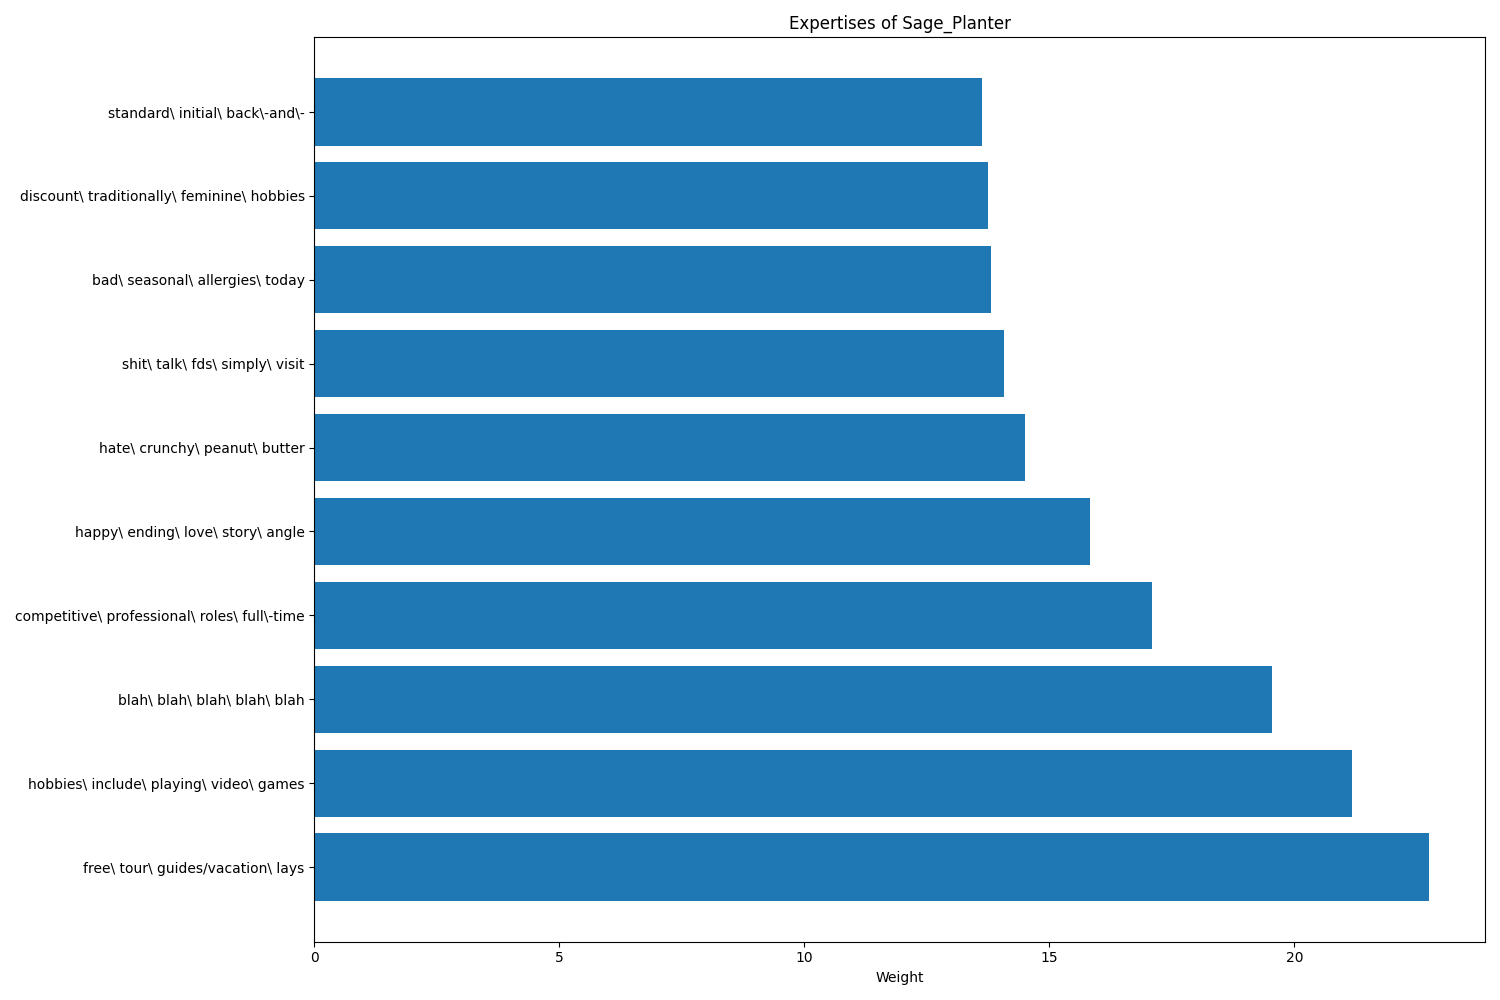 Expertises of Sage_Planter
standard\ initial\ back\-and\-
discount\ traditionally\ feminine\ hobbies
bad\ seasonal\ allergies\ today
shit\ talk\ fds\ simply\ visit
hate\ crunchy\ peanut\ butter
happy\ ending\ love\ story\ angle
competitive\ professional\ roles\ full\-time
blah\ blah\ blah\ blah\ blah
hobbies\ include\ playing\ video\ games
free\ tour\ guides/vacation\ lays
0 5 10 15 20
Weight